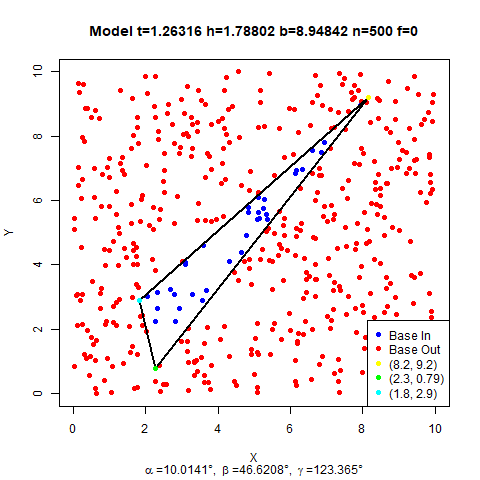 Model t=1.26316 h=1.78802 b=8.94842 n=500 f=0
10
8
6
4
2
0
Y
Base In
Base Out
(8.2, 9.2)
(2.3, 0.79)
(1.8, 2.9)
0 2 4 6 8 10
X
α=10.0141°, β=46.6208°, γ=123.365°